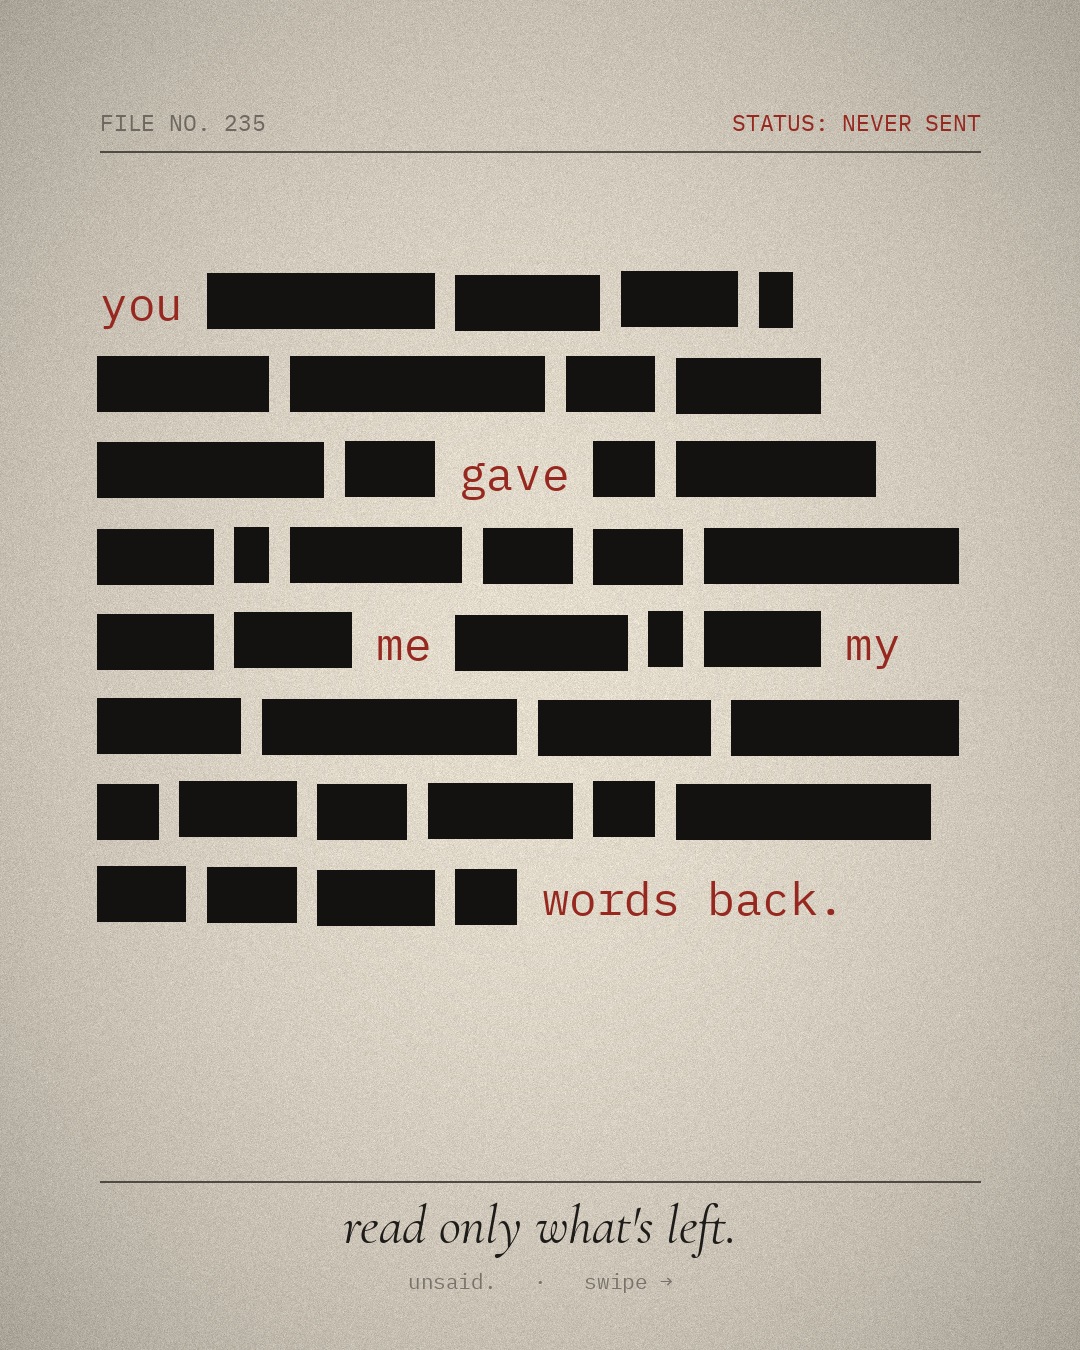 FILE NO. 235 STATUS: NEVER SENT
you
gave
me my
words back.
read only what's left.
unsaid. · swipe →